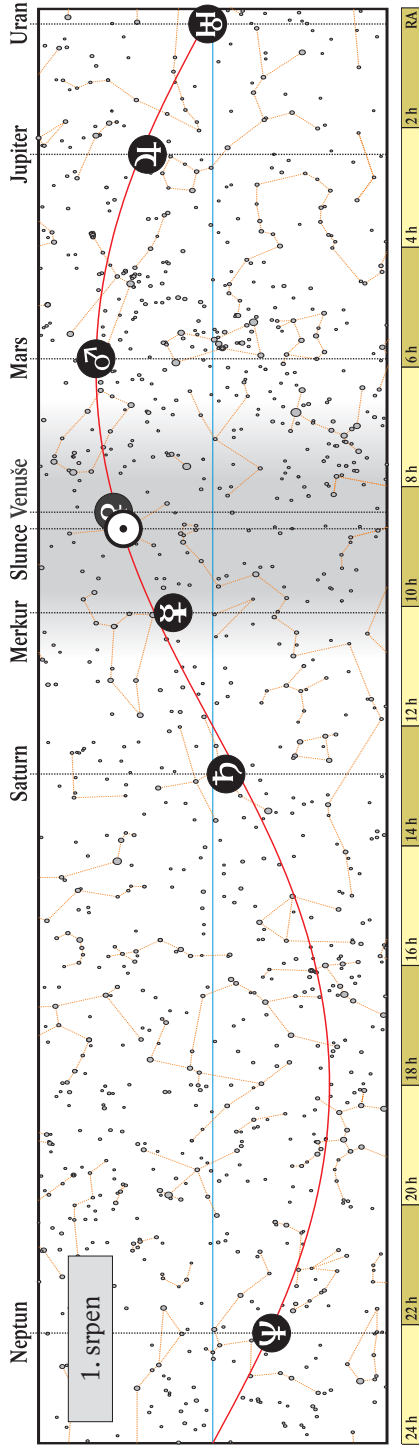 Neptun Saturn Merkur Slunce Venuše Mars Jupiter Uran
1. srpen
24 h 22 h 20 h 18 h 16 h 14 h 12 h 10 h 8 h 6 h 4 h 2 h RA